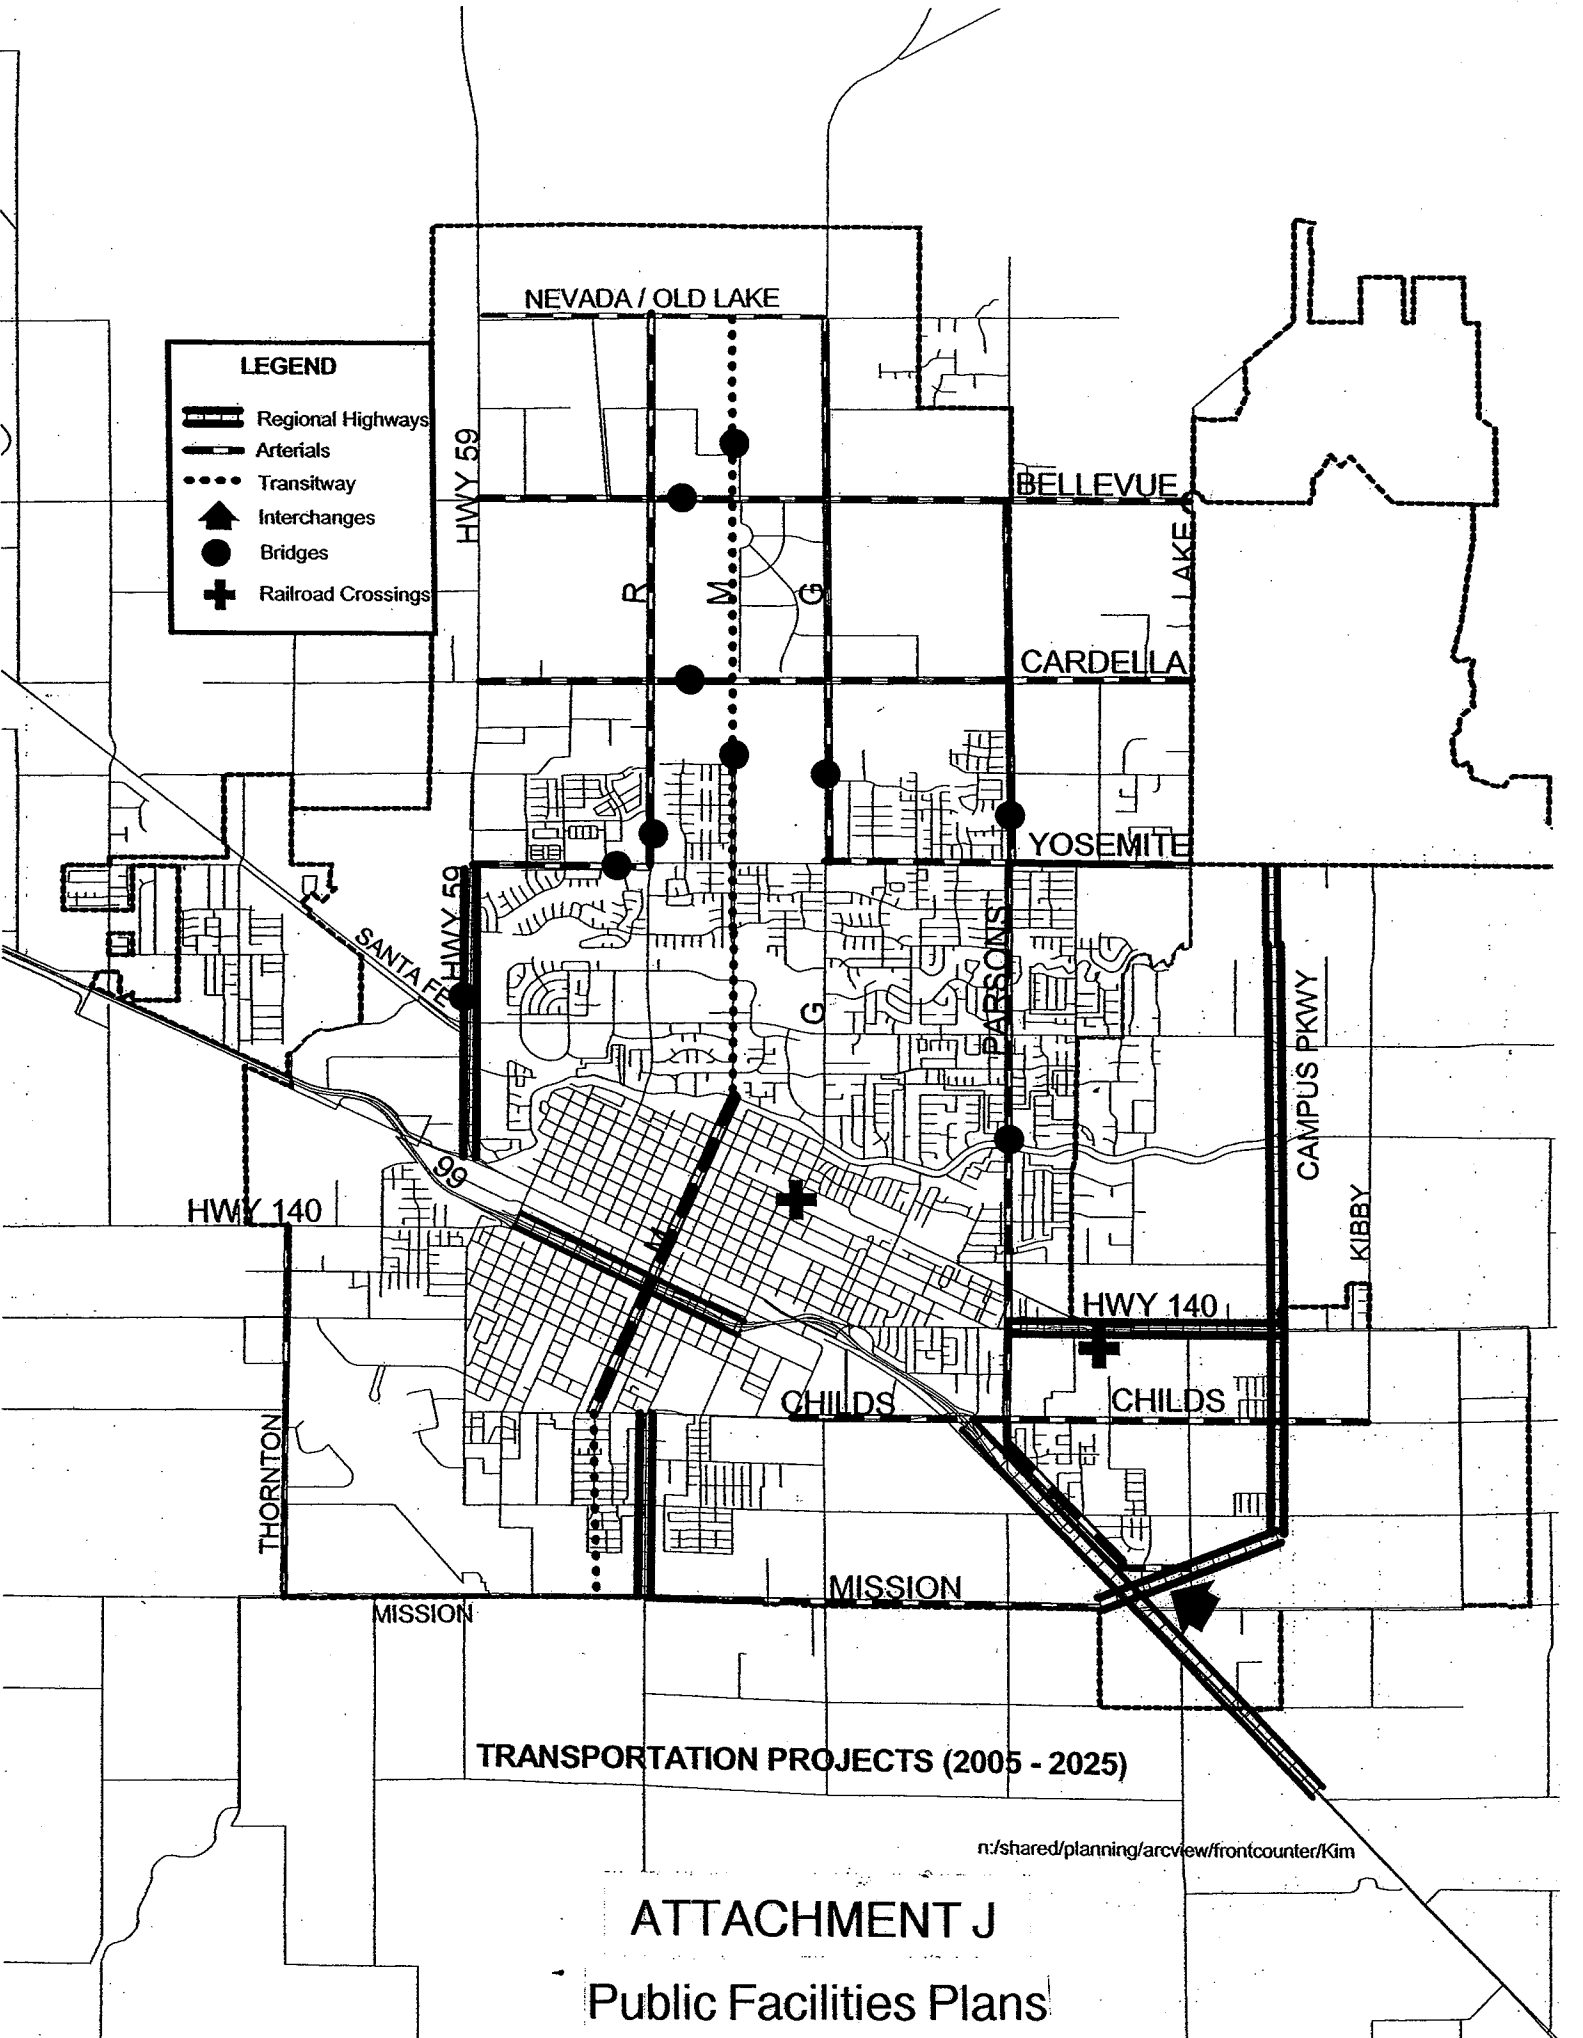 NEVADA / OLD LAKE
LEGEND
Regional Highways
Arterials
Transitway
Interchanges
Bridges
Railroad Crossings
HWY 59
BELLEVUE
LAKE
R
M
G
CARDELLA
YOSEMITE
HWY 59
SANTA FE
PARSONS
G
CAMPUS PKWY
99
HWY 140
M
KIBBY
HWY 140
CHILDS
CHILDS
THORNTON
MISSION
MISSION
TRANSPORTATION PROJECTS (2005 - 2025)
n:/shared/planning/arcview/frontcounter/Kim
ATTACHMENT J
Public Facilities Plans